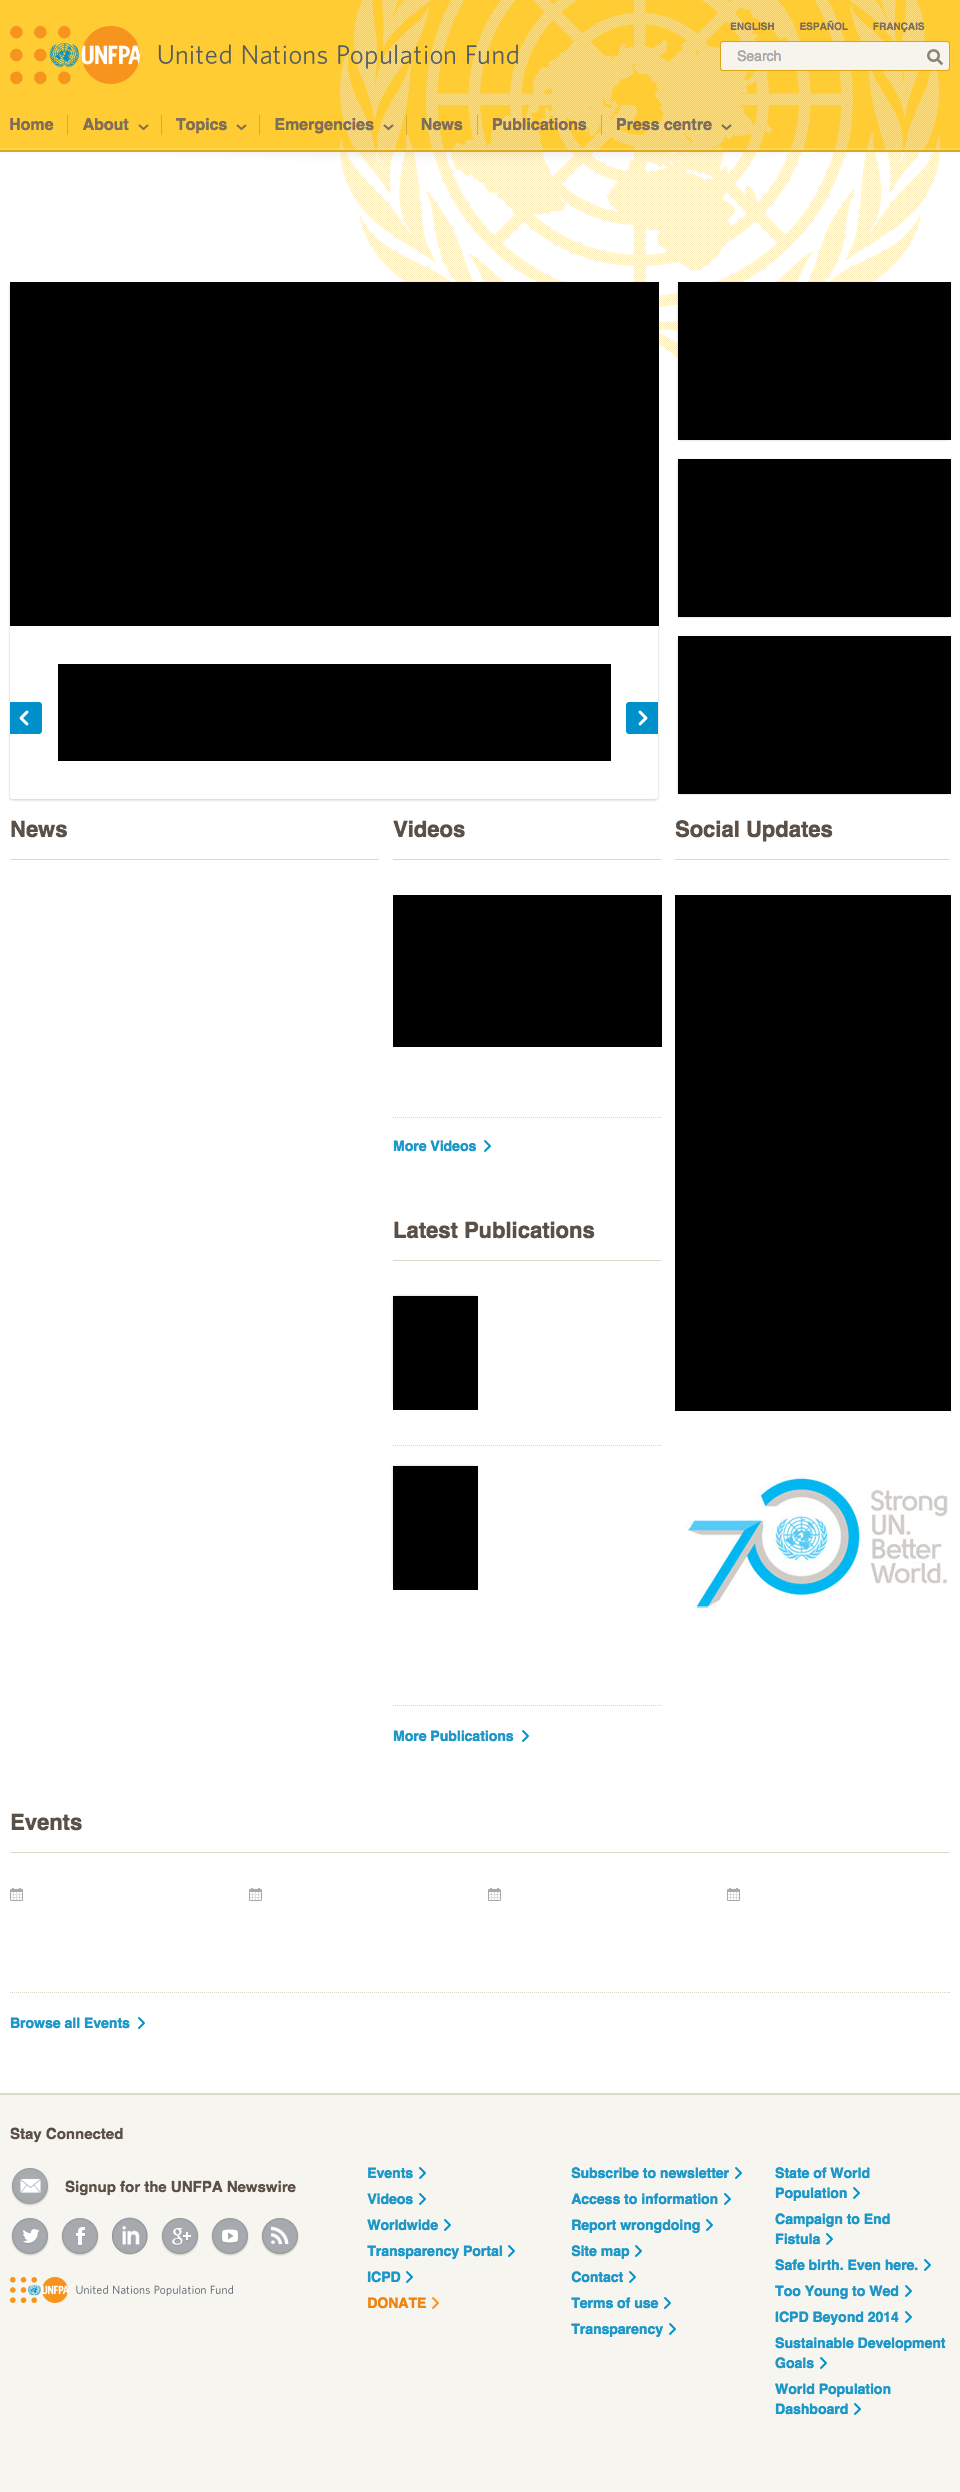 ENGLISH ESPAÑOL FRANÇAIS
UNFPA United Nations Population Fund
Search
Home About Topics Emergencies News Publications Press centre
News
Videos
Social Updates
More Videos
Latest Publications
Strong
UN.
Better
World.
70
More Publications
Events
Browse all Events
Stay Connected
Signup for the UNFPA Newswire
UNFPA United Nations Population Fund
Events
Videos
Worldwide
Transparency Portal
ICPD
DONATE
Subscribe to newsletter
Access to information
Report wrongdoing
Site map
Contact
Terms of use
Transparency
State of World
Population
Campaign to End
Fistula
Safe birth. Even here.
Too Young to Wed
ICPD Beyond 2014
Sustainable Development
Goals
World Population
Dashboard